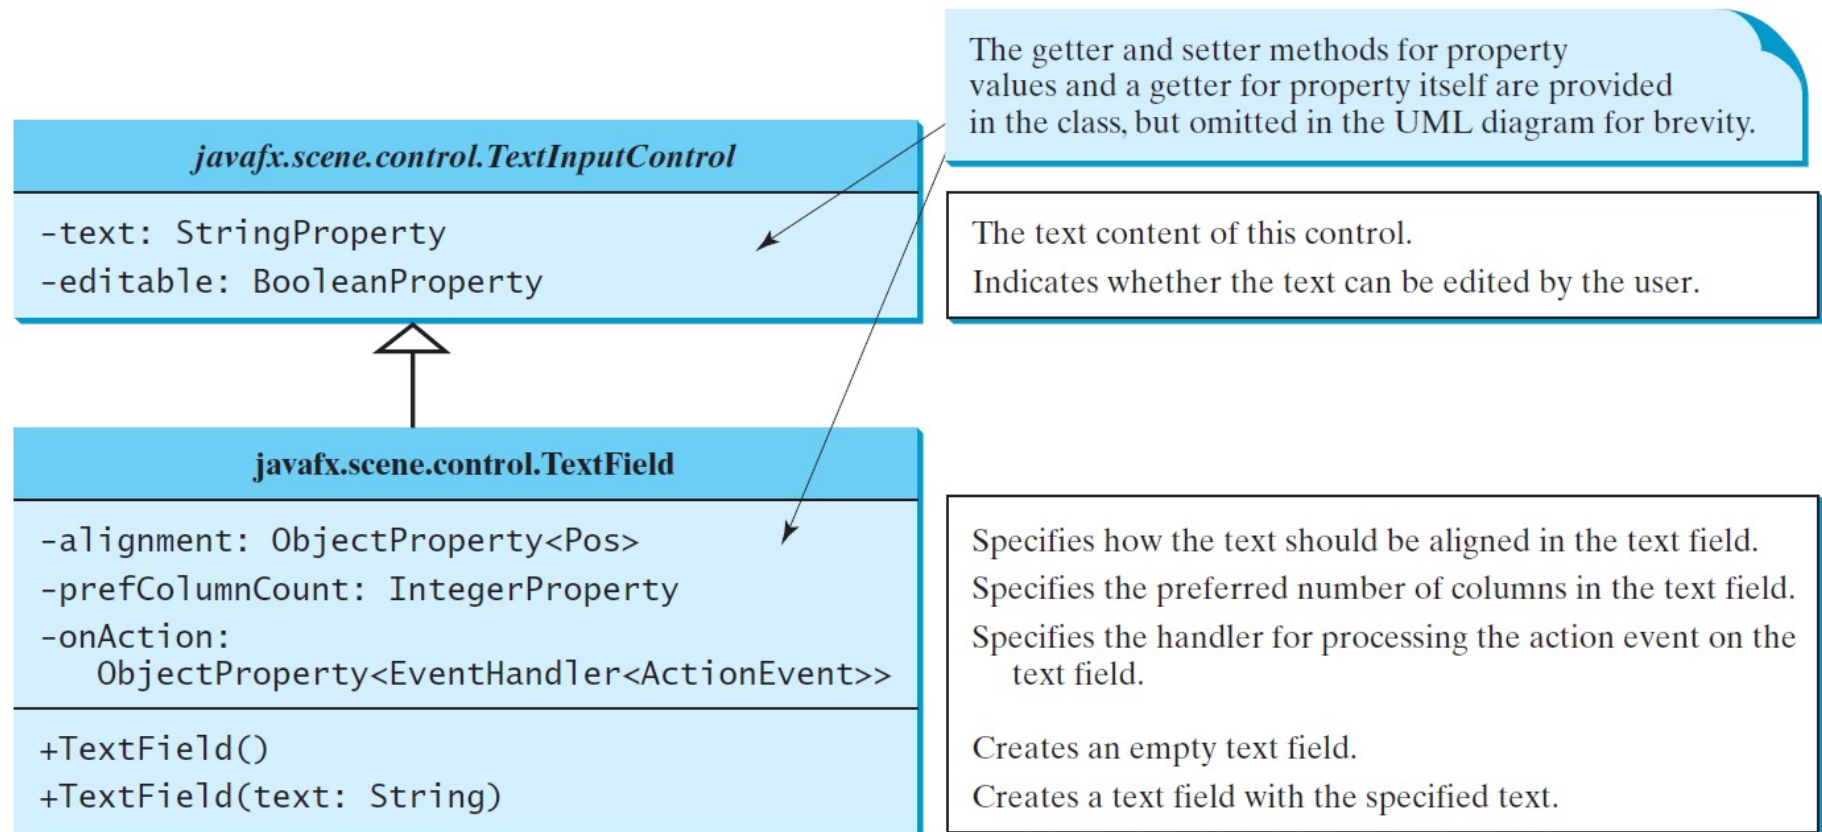 The getter and setter methods for property
values and a getter for property itself are provided
in the class, but omitted in the UML diagram for brevity.
javafx.scene.control.TextInputControl
-text: StringProperty
-editable: BooleanProperty
The text content of this control.
Indicates whether the text can be edited by the user.
javafx.scene.control.TextField
-alignment: ObjectProperty<Pos>
-prefColumnCount: IntegerProperty
-onAction:
ObjectProperty<EventHandler<ActionEvent>>
Specifies how the text should be aligned in the text field.
Specifies the preferred number of columns in the text field.
Specifies the handler for processing the action event on the
text field.
+TextField()
+TextField(text: String)
Creates an empty text field.
Creates a text field with the specified text.